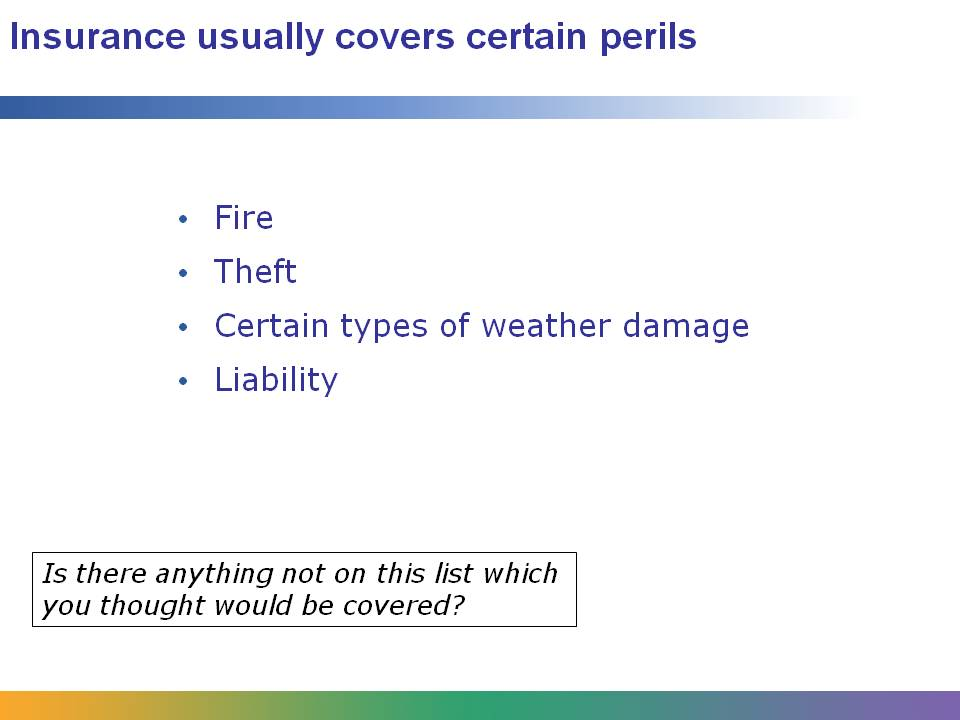 Insurance usually covers certain perils
• Fire
• Theft
• Certain types of weather damage
• Liability
Is there anything not on this list which
you thought would be covered?